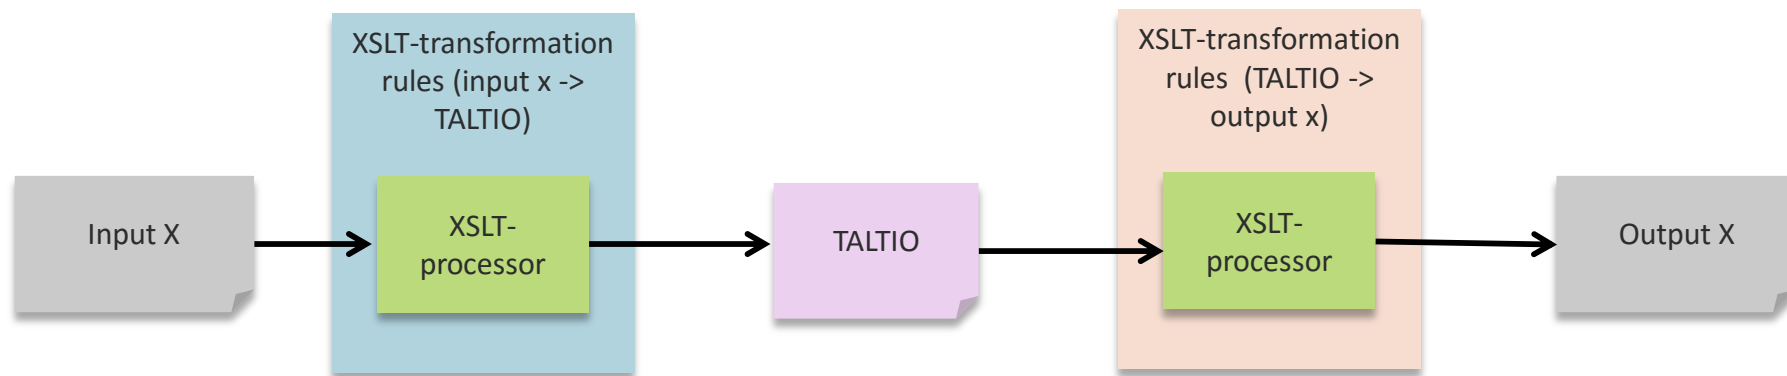 Input X
XSLT-transformation
rules (input x ->
TALTIO)
XSLT-
processor
TALTIO
XSLT-transformation
rules  (TALTIO ->
output x)
XSLT-
processor
Output X